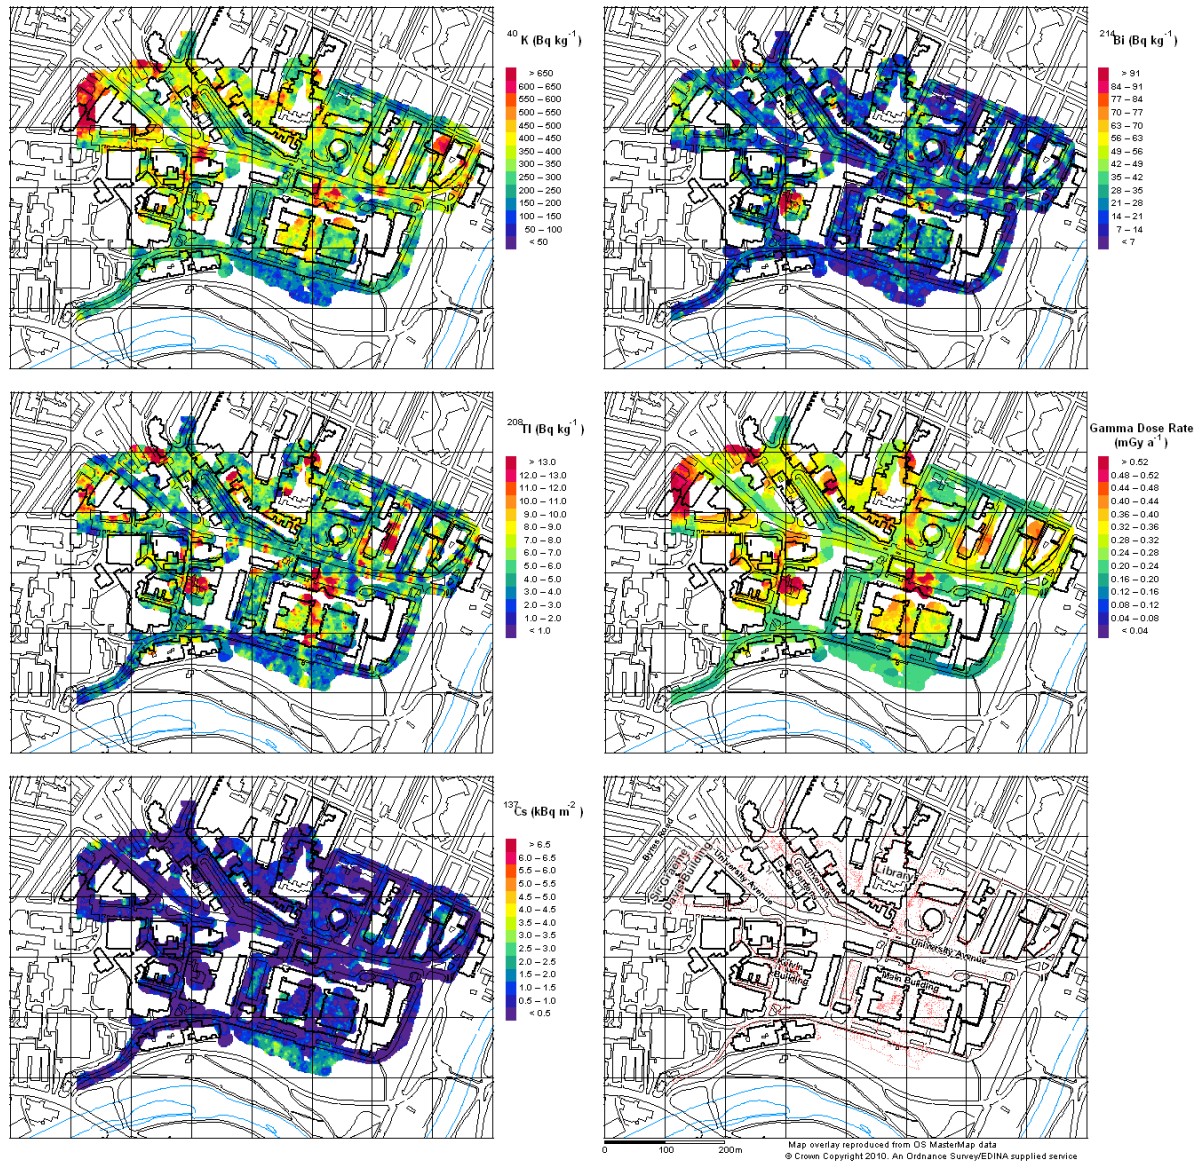 40 K (Bq kg-1)
> 650
600 – 650
550 – 600
500 – 550
450 – 500
400 – 450
350 – 400
300 – 350
250 – 300
200 – 250
150 – 200
100 – 150
50 – 100
< 50
214 Bi (Bq kg-1)
> 91
84 – 91
77 – 84
70 – 77
63 – 70
56 – 63
49 – 56
42 – 49
35 – 42
28 – 35
21 – 28
14 – 21
7 – 14
< 7
208 Tl (Bq kg-1)
> 13.0
12.0 – 13.0
11.0 – 12.0
10.0 – 11.0
9.0 – 10.0
8.0 – 9.0
7.0 – 8.0
6.0 – 7.0
5.0 – 6.0
4.0 – 5.0
3.0 – 4.0
2.0 – 3.0
1.0 – 2.0
< 1.0
Gamma Dose Rate
(mGy a-1)
> 0.52
0.48 – 0.52
0.44 – 0.48
0.40 – 0.44
0.36 – 0.40
0.32 – 0.36
0.28 – 0.32
0.24 – 0.28
0.20 – 0.24
0.16 – 0.20
0.12 – 0.16
0.08 – 0.12
0.04 – 0.08
< 0.04
137 Cs (kBq m-2)
> 6.5
6.0 – 6.5
5.5 – 6.0
5.0 – 5.5
4.5 – 5.0
4.0 – 4.5
3.5 – 4.0
3.0 – 3.5
2.5 – 3.0
2.0 – 2.5
1.5 – 2.0
1.0 – 1.5
0.5 – 1.0
< 0.5
Byres Road
Sir Graeme
Davis Building
University Avenue
University
Gardens
Library
University Avenue
Kelvin
Building
Main Building
0 100 200m
Map overlay reproduced from OS MasterMap data
© Crown Copyright 2010. An Ordnance Survey/EDINA supplied service